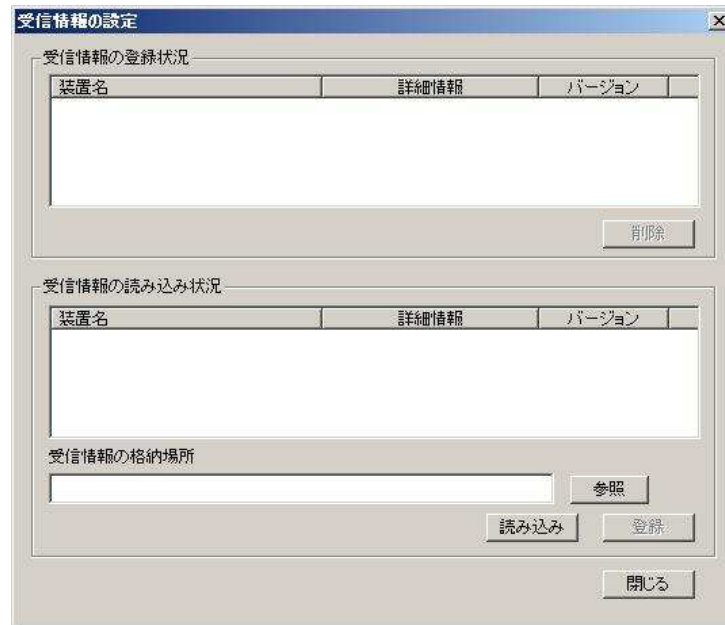 受信情報の設定
受信情報の登録状況
装置名 詳細情報 バージョン
削除
受信情報の読み込み状況
装置名 詳細情報 バージョン
受信情報の格納場所
参照
読み込み 登録
閉じる